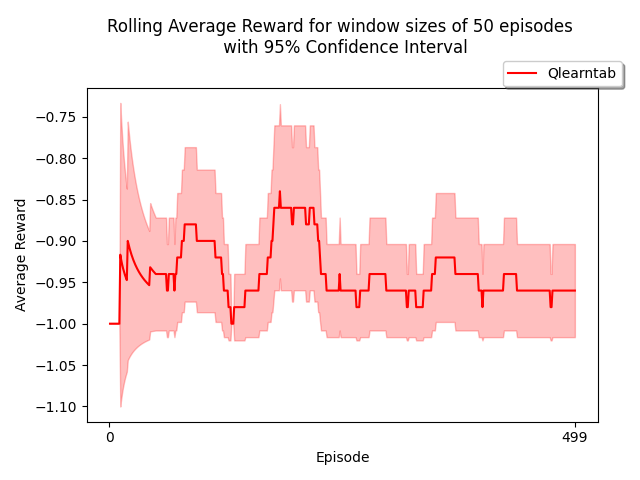 Rolling Average Reward for window sizes of 50 episodes
with 95% Confidence Interval
Qlearntab
Average Reward
−0.75
−0.80
−0.85
−0.90
−0.95
−1.00
−1.05
−1.10
0
499
Episode